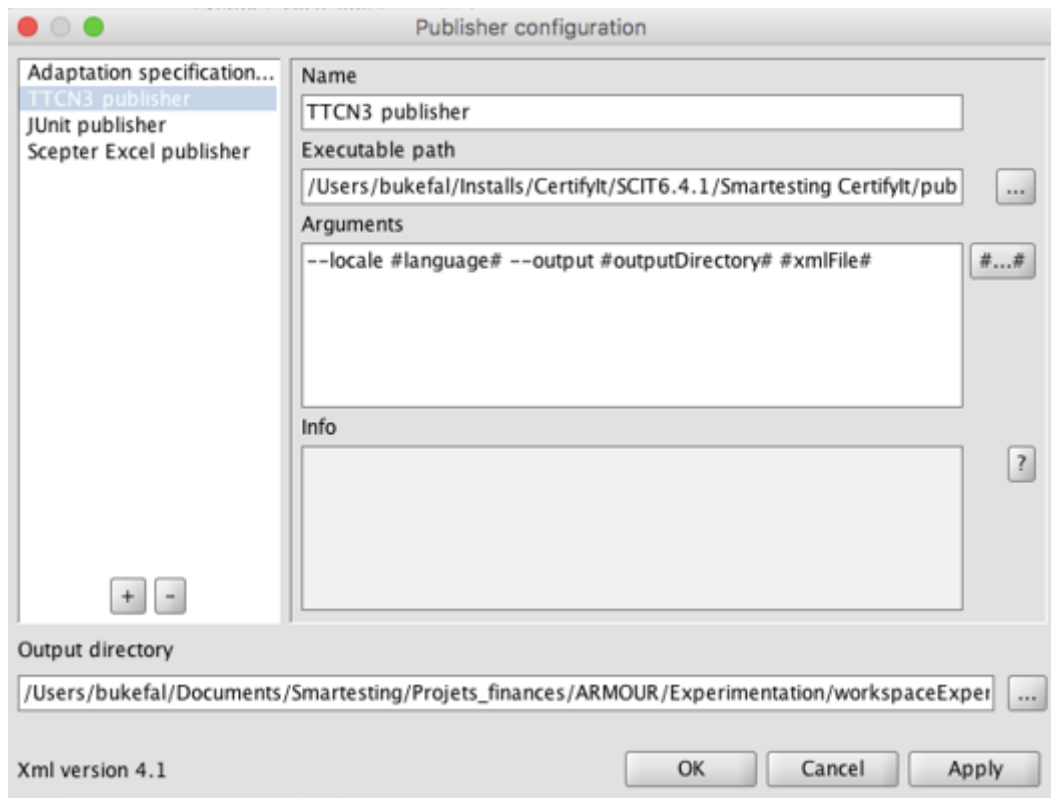 Publisher configuration
Adaptation specification...
TTCN3 publisher
JUnit publisher
Scepter Excel publisher
+
-
Name
TTCN3 publisher
Executable path
/Users/bukefal/Installs/CertifyIt/SCIT6.4.1/Smartesting CertifyIt/pub
...
Arguments
--locale #language# --output #outputDirectory# #xmlFile#
#...#
Info
?
Output directory
/Users/bukefal/Documents/Smartesting/Projets_finances/ARMOUR/Experimentation/workspaceExper
...
Xml version 4.1
OK
Cancel
Apply